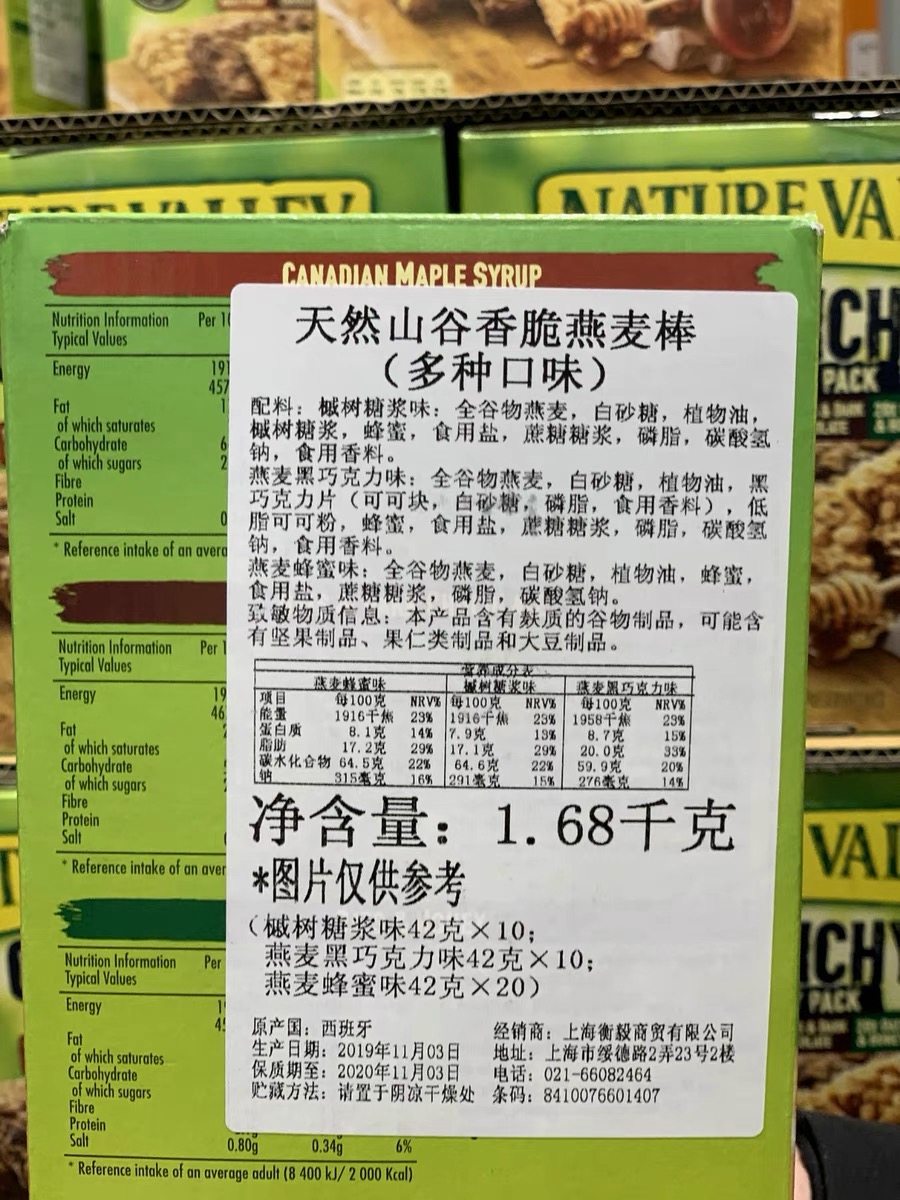 NATURE VA
CH
PACK
CANADIAN MAPLE SYRUP
Nutrition Information
Typical Values
Energy
Fat
of which saturates
Carbohydrate
of which sugars
Fibre
Protein
Salt
* Reference intake of an avera
Nutrition Information
Typical Values
Energy
Fat
of which saturates
Carbohydrate
of which sugars
Fibre
Protein
Salt
* Reference intake of an aver
Nutrition Information Per
Typical Values
Energy
Fat
of which saturates
Carbohydrate
of which sugars
Fibre
Protein
Salt 0.80g 0.34g 6%
* Reference intake of an average adult (8 400 kJ/ 2 000 Kcal)
天然山谷香脆燕麦棒
（多种口味）
配料：槭树糖浆味：全谷物燕麦，白砂糖，植物油，
槭树糖浆，蜂蜜，食用盐，蔗糖糖浆，磷脂，碳酸氢
钠，食用香料。
燕麦黑巧克力味：全谷物燕麦，白砂糖，植物油，黑
巧克力片（可可块，白砂糖，磷脂，食用香料），低
脂可可粉，蜂蜜，食用盐，蔗糖糖浆，磷脂，碳酸氢
钠，食用香料。
燕麦蜂蜜味：全谷物燕麦，白砂糖，植物油，蜂蜜，
食用盐，蔗糖糖浆，磷脂，碳酸氢钠。
致敏物质信息：本产品含有麸质的谷物制品，可能含
有坚果制品、果仁类制品和大豆制品。
营养成分表
燕麦蜂蜜味 槭树糖浆味 燕麦黑巧克力味
项目 每100克 NRV% 每100克 NRV% 每100克 NRV%
能量 1916千焦 23% 1916千焦 23% 1958千焦 23%
蛋白质 8.1克 14% 7.9克 13% 8.7克 15%
脂肪 17.2克 29% 17.1克 29% 20.0克 33%
碳水化合物 64.5克 22% 64.6克 22% 59.9克 20%
钠 315毫克 16% 291毫克 15% 276毫克 14%
净含量：1.68千克
*图片仅供参考
（槭树糖浆味42克×10；
燕麦黑巧克力味42克×10；
燕麦蜂蜜味42克×20）
原产国：西班牙 经销商：上海衡毅商贸有限公司
生产日期：2019年11月03日 地址：上海市绥德路2弄23号2楼
保质期至：2020年11月03日 电话：021-66082464
贮藏方法：请置于阴凉干燥处 条码：8410076601407
VAL
CHY
PACK